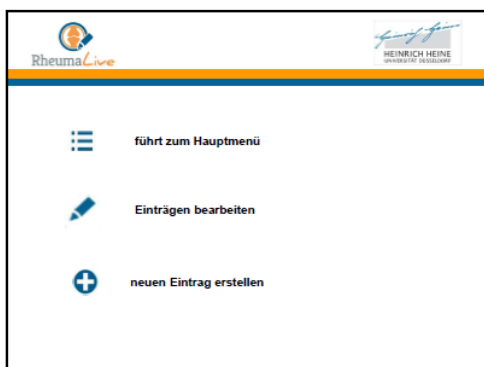 RheumaLive
HEINRICH HEINE
UNIVERSITÄT DÜSSELDORF
führt zum Hauptmenü
Einträgen bearbeiten
neuen Eintrag erstellen